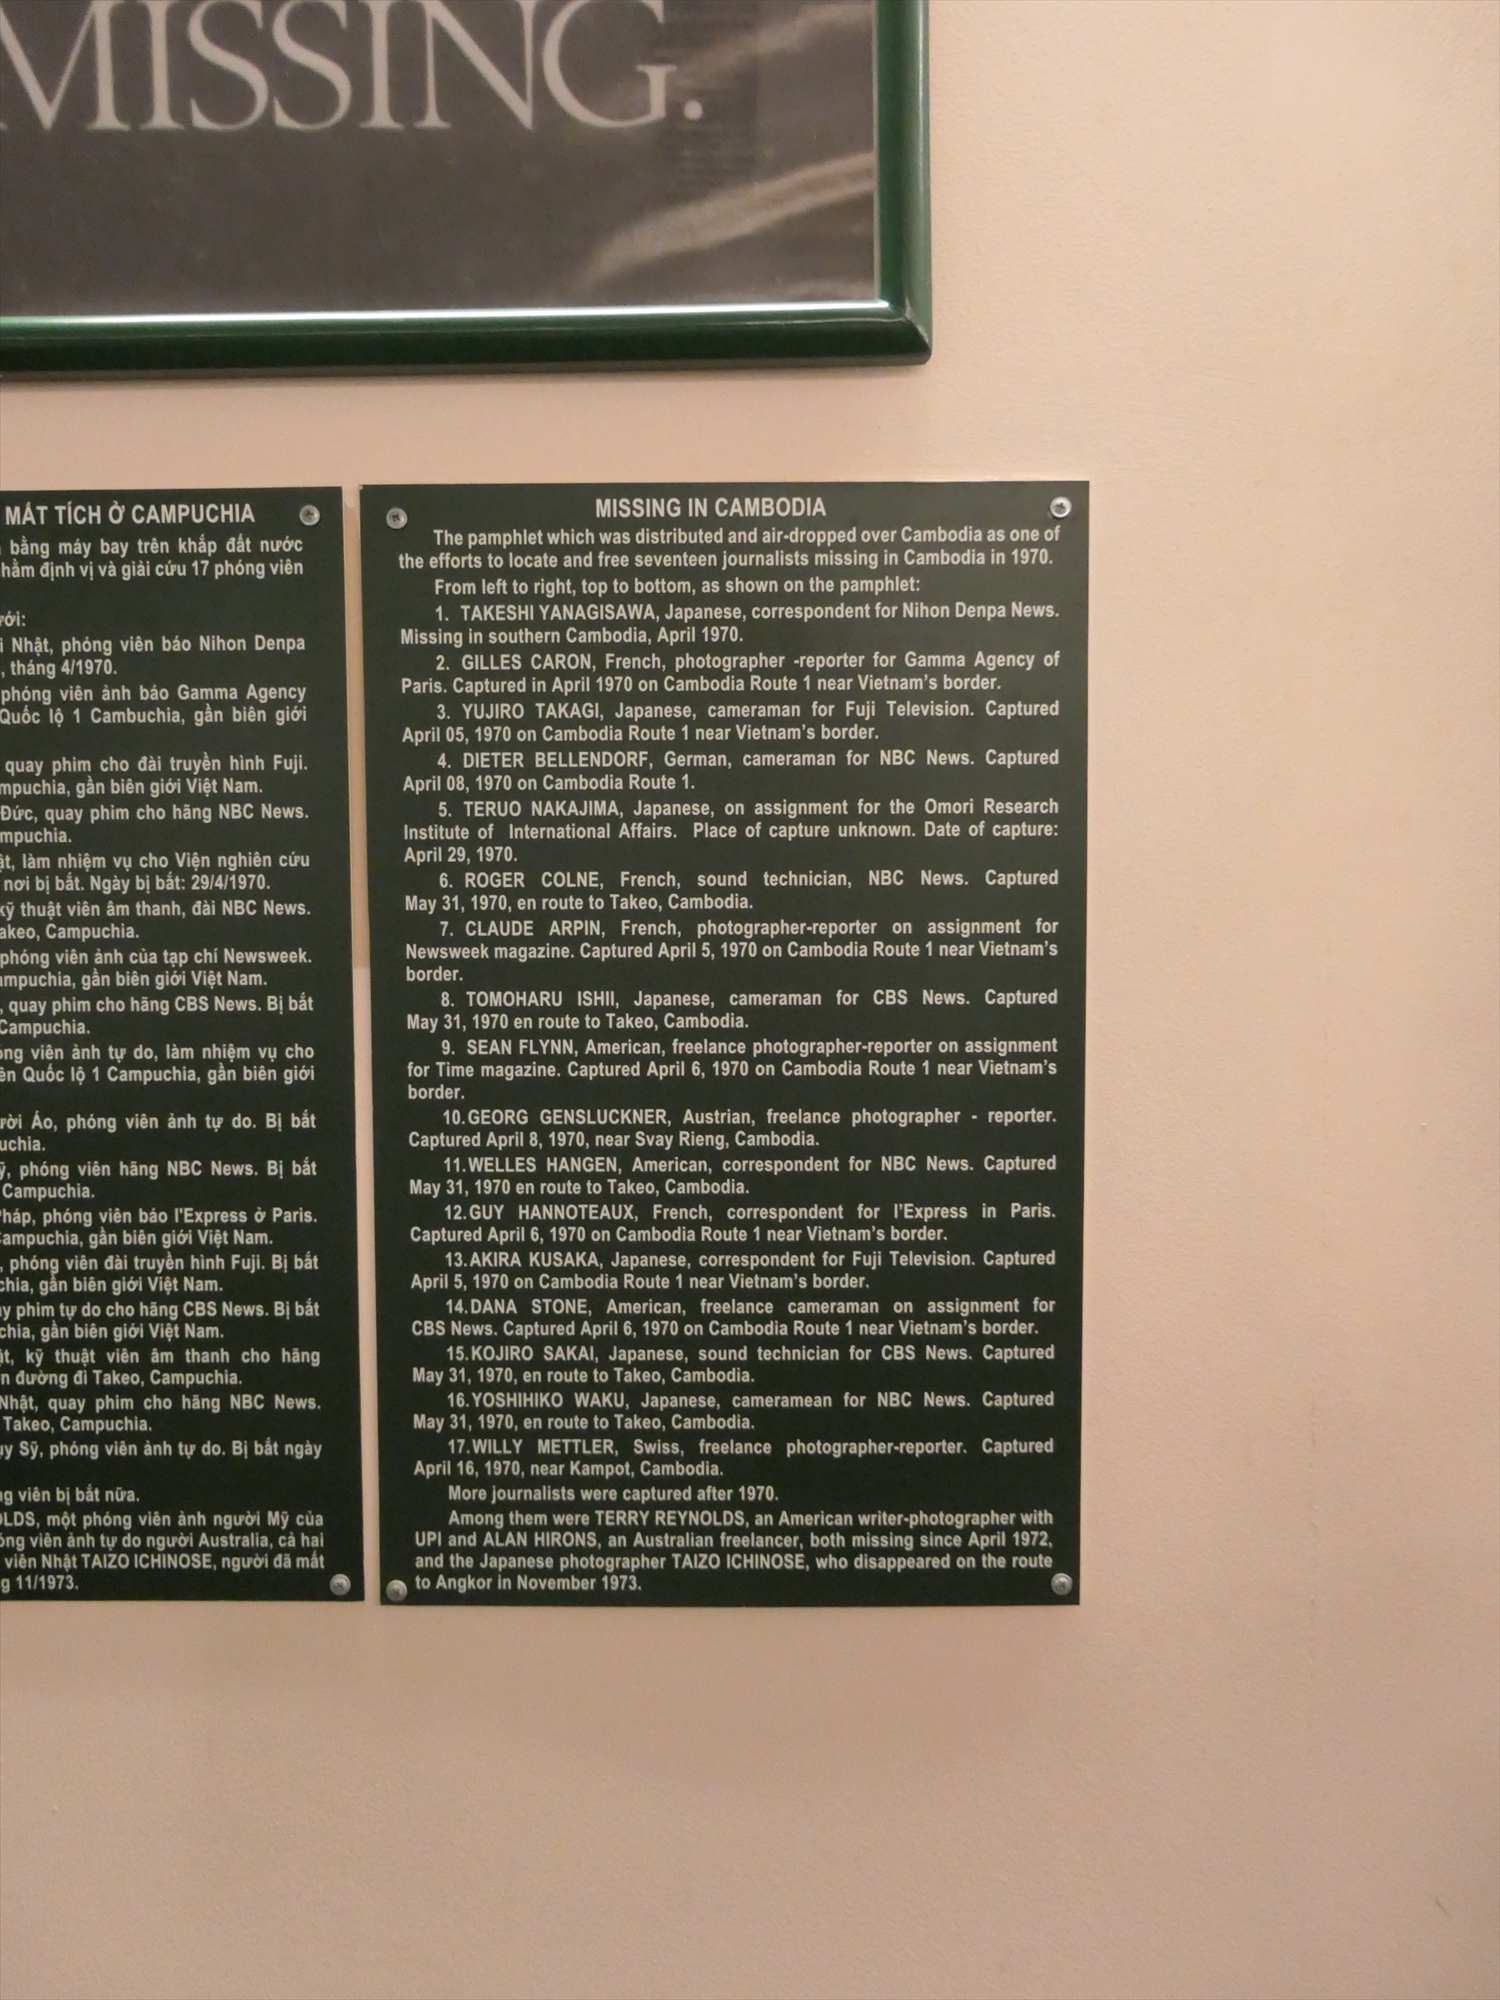 MISSING.
MẤT TÍCH Ở CAMPUCHIA
bằng máy bay trên khắp đất nước
hằm định vị và giải cứu 17 phóng viên
ới:
i Nhật, phóng viên báo Nihon Denpa
, tháng 4/1970.
phóng viên ảnh báo Gamma Agency
Quốc lộ 1 Cambuchia, gần biên giới
quay phim cho đài truyền hình Fuji.
mpuchia, gần biên giới Việt Nam.
Đức, quay phim cho hãng NBC News.
mpuchia.
ật, làm nhiệm vụ cho Viện nghiên cứu
nơi bị bắt. Ngày bị bắt: 29/4/1970.
kỹ thuật viên âm thanh, đài NBC News.
akeo, Campuchia.
phóng viên ảnh của tạp chí Newsweek.
ampuchia, gần biên giới Việt Nam.
, quay phim cho hãng CBS News. Bị bắt
Campuchia.
óng viên ảnh tự do, làm nhiệm vụ cho
ên Quốc lộ 1 Campuchia, gần biên giới
ười Áo, phóng viên ảnh tự do. Bị bắt
uchia.
ỹ, phóng viên hãng NBC News. Bị bắt
Campuchia.
háp, phóng viên báo l'Express ở Paris.
Campuchia, gần biên giới Việt Nam.
, phóng viên đài truyền hình Fuji. Bị bắt
chia, gần biên giới Việt Nam.
ay phim tự do cho hãng CBS News. Bị bắt
chia, gần biên giới Việt Nam.
ật, kỹ thuật viên âm thanh cho hãng
n đường đi Takeo, Campuchia.
Nhật, quay phim cho hãng NBC News.
Takeo, Campuchia.
ụy Sỹ, phóng viên ảnh tự do. Bị bắt ngày
ng viên bị bắt nữa.
OLDS, một phóng viên ảnh người Mỹ của
óng viên ảnh tự do người Australia, cả hai
viên Nhật TAIZO ICHINOSE, người đã mất
g 11/1973.
MISSING IN CAMBODIA
The pamphlet which was distributed and air-dropped over Cambodia as one of
the efforts to locate and free seventeen journalists missing in Cambodia in 1970.
From left to right, top to bottom, as shown on the pamphlet:
1. TAKESHI YANAGISAWA, Japanese, correspondent for Nihon Denpa News.
Missing in southern Cambodia, April 1970.
2. GILLES CARON, French, photographer -reporter for Gamma Agency of
Paris. Captured in April 1970 on Cambodia Route 1 near Vietnam's border.
3. YUJIRO TAKAGI, Japanese, cameraman for Fuji Television. Captured
April 05, 1970 on Cambodia Route 1 near Vietnam's border.
4. DIETER BELLENDORF, German, cameraman for NBC News. Captured
April 08, 1970 on Cambodia Route 1.
5. TERUO NAKAJIMA, Japanese, on assignment for the Omori Research
Institute of International Affairs. Place of capture unknown. Date of capture:
April 29, 1970.
6. ROGER COLNE, French, sound technician, NBC News. Captured
May 31, 1970, en route to Takeo, Cambodia.
7. CLAUDE ARPIN, French, photographer-reporter on assignment for
Newsweek magazine. Captured April 5, 1970 on Cambodia Route 1 near Vietnam's
border.
8. TOMOHARU ISHII, Japanese, cameraman for CBS News. Captured
May 31, 1970 en route to Takeo, Cambodia.
9. SEAN FLYNN, American, freelance photographer-reporter on assignment
for Time magazine. Captured April 6, 1970 on Cambodia Route 1 near Vietnam's
border.
10.GEORG GENSLUCKNER, Austrian, freelance photographer - reporter.
Captured April 8, 1970, near Svay Rieng, Cambodia.
11.WELLES HANGEN, American, correspondent for NBC News. Captured
May 31, 1970 en route to Takeo, Cambodia.
12.GUY HANNOTEAUX, French, correspondent for l'Express in Paris.
Captured April 6, 1970 on Cambodia Route 1 near Vietnam's border.
13.AKIRA KUSAKA, Japanese, correspondent for Fuji Television. Captured
April 5, 1970 on Cambodia Route 1 near Vietnam's border.
14.DANA STONE, American, freelance cameraman on assignment for
CBS News. Captured April 6, 1970 on Cambodia Route 1 near Vietnam's border.
15.KOJIRO SAKAI, Japanese, sound technician for CBS News. Captured
May 31, 1970, en route to Takeo, Cambodia.
16.YOSHIHIKO WAKU, Japanese, cameramean for NBC News. Captured
May 31, 1970, en route to Takeo, Cambodia.
17.WILLY METTLER, Swiss, freelance photographer-reporter. Captured
April 16, 1970, near Kampot, Cambodia.
More journalists were captured after 1970.
Among them were TERRY REYNOLDS, an American writer-photographer with
UPI and ALAN HIRONS, an Australian freelancer, both missing since April 1972,
and the Japanese photographer TAIZO ICHINOSE, who disappeared on the route
to Angkor in November 1973.